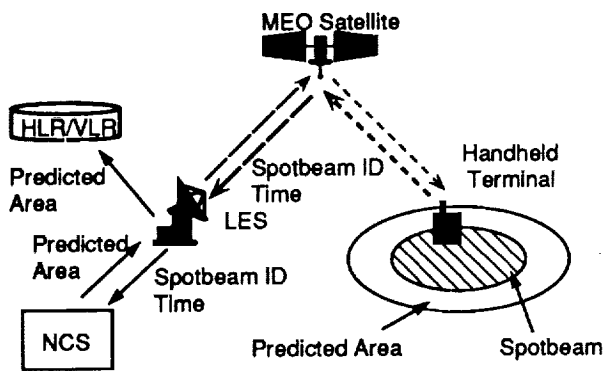 MEO Satellite
HLR/VLR
Predicted
Area
Spotbeam ID
Time
LES
Handheld
Terminal
Predicted
Area
Spotbeam ID
Time
NCS
Predicted Area
Spotbeam